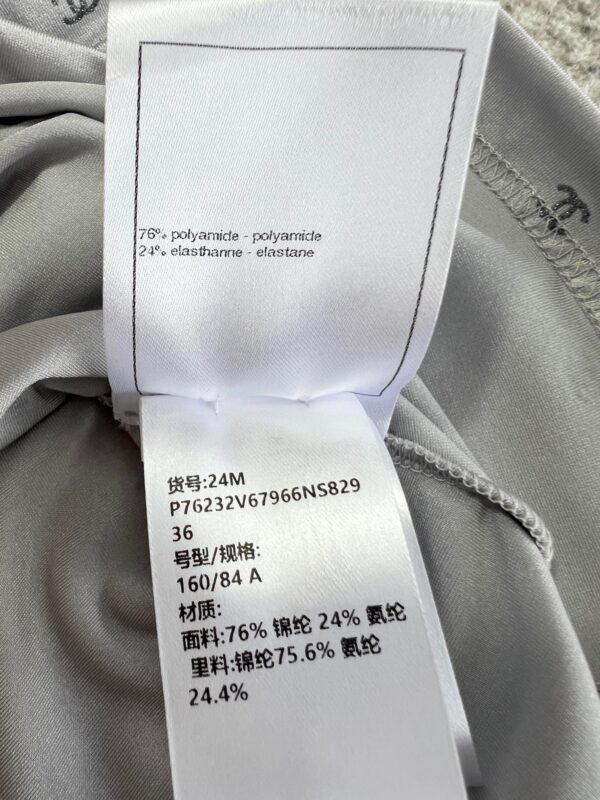 76% polyamide - polyamide
24% elasthanne - elastane
货号:24M
P76232V67966NS829
36
号型/规格:
160/84 A
材质:
面料:76% 锦纶 24% 氨纶
里料:锦纶75.6% 氨纶
24.4%